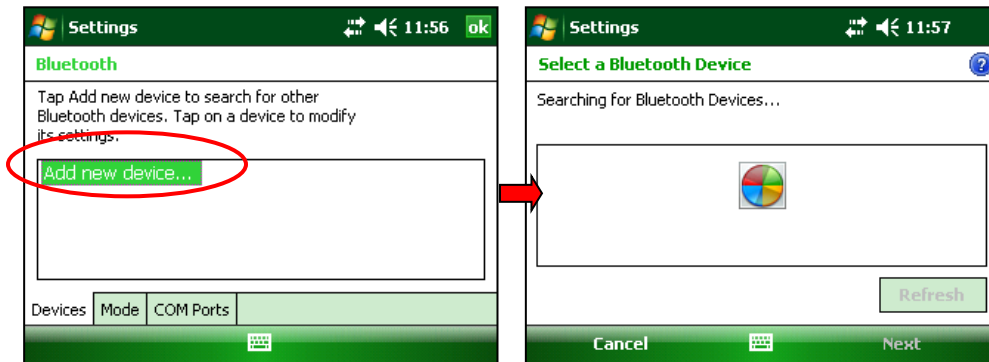 Settings 11:56 ok
Bluetooth
Tap Add new device to search for other
Bluetooth devices. Tap on a device to modify
its settings.
Add new device...
Devices Mode COM Ports
Settings 11:57
Select a Bluetooth Device ?
Searching for Bluetooth Devices...
Refresh
Cancel Next